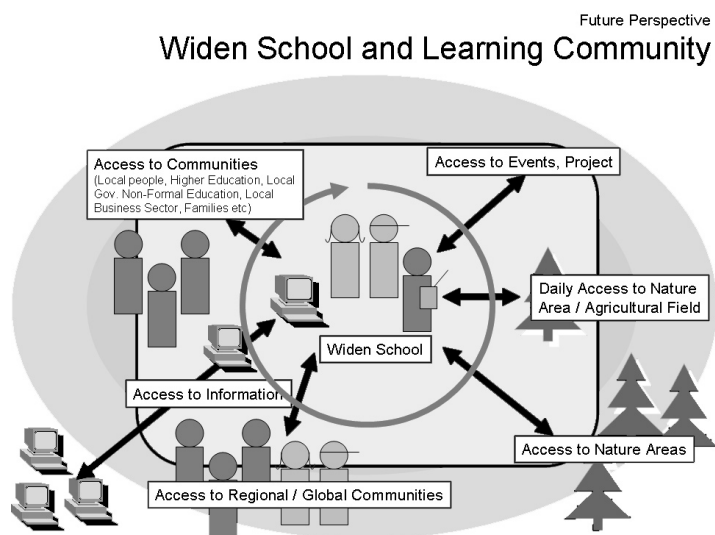 Future Perspective
Widen School and Learning Community
Access to Communities
(Local people, Higher Education, Local
Gov. Non-Formal Education, Local
Business Sector, Families etc)
Access to Events, Project
Daily Access to Nature
Area / Agricultural Field
Widen School
Access to Information
Access to Nature Areas
Access to Regional / Global Communities